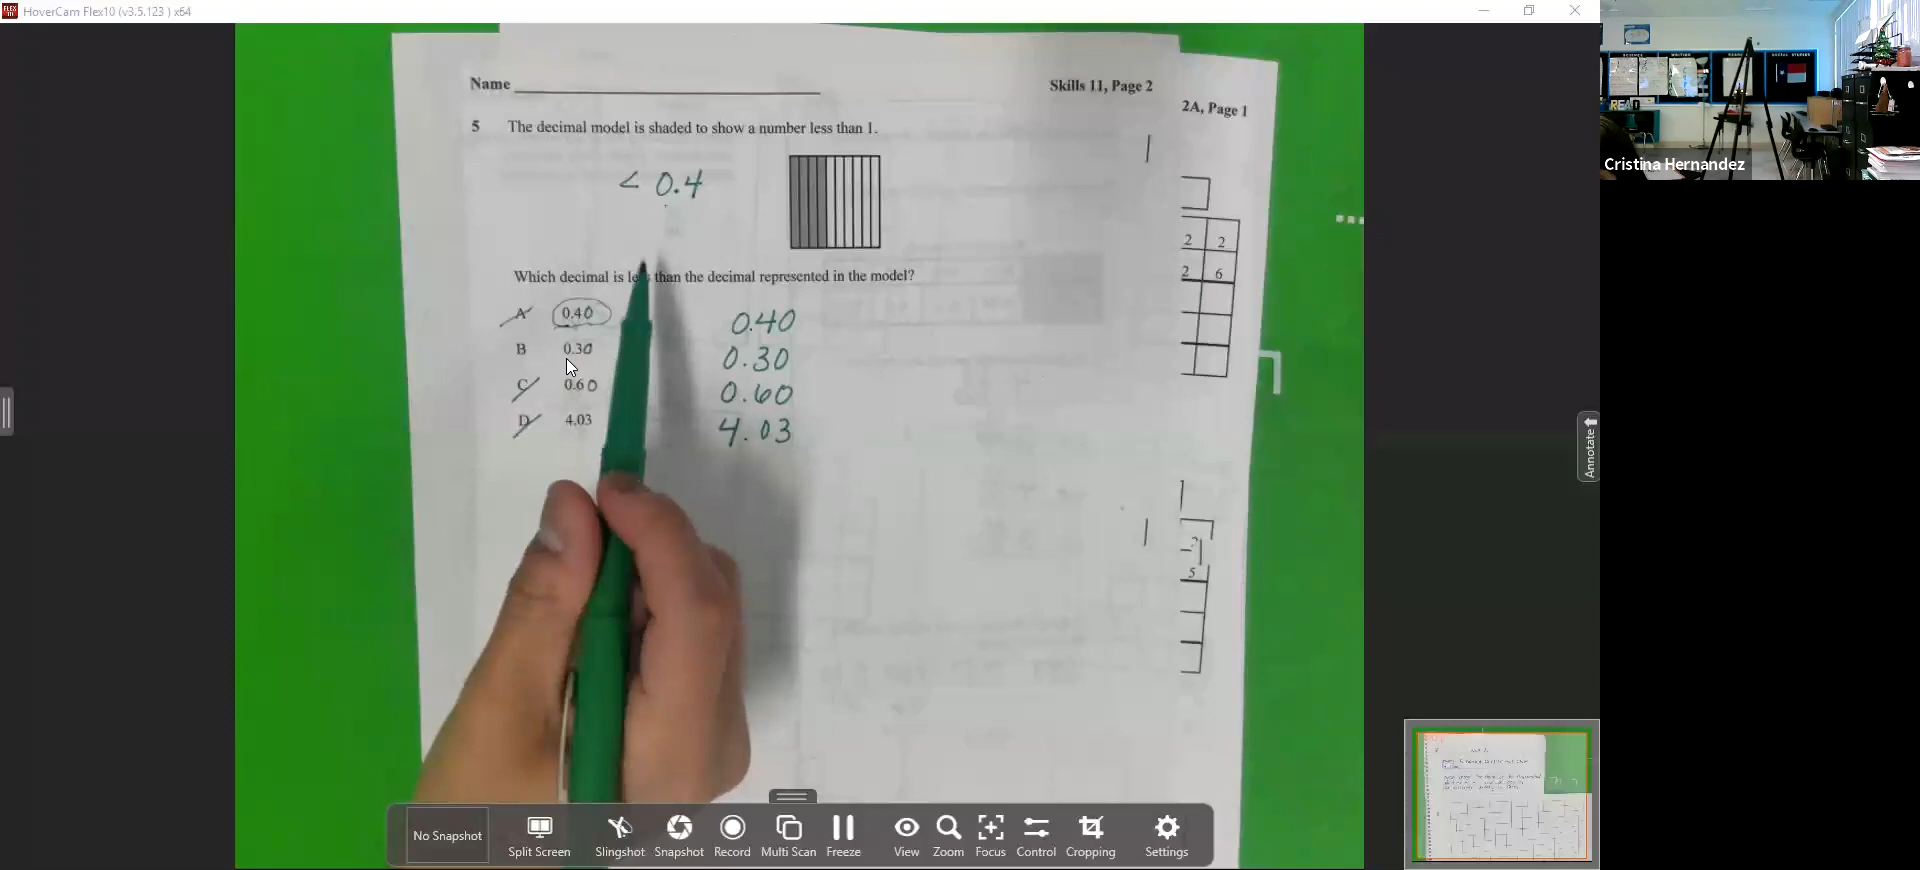 HoverCam Flex10 (v3.5.123 ) x64
Name
Skills 11, Page 2
2A, Page 1
5 The decimal model is shaded to show a number less than 1.
< 0.4
Which decimal is less than the decimal represented in the model?
A 0.40
B 0.30
C 0.60
D 4.03
0.40
0.30
0.60
4.03
2 2
2 6
2
5
READ
Cristina Hernandez
Annotate
No Snapshot
Split Screen
Slingshot
Snapshot
Record
Multi Scan
Freeze
View
Zoom
Focus
Control
Cropping
Settings